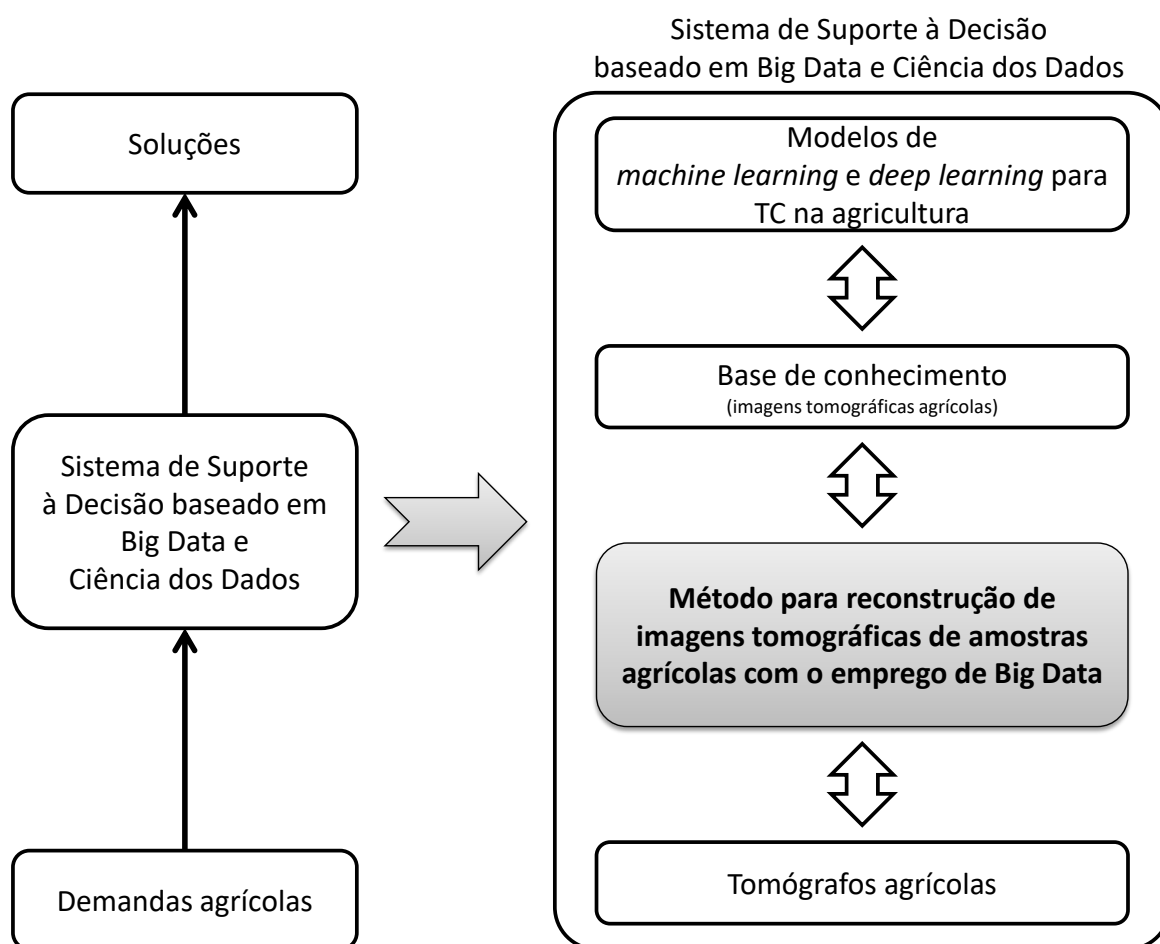 Soluções
Sistema de Suporte
à Decisão baseado em
Big Data e
Ciência dos Dados
Demandas agrícolas
Sistema de Suporte à Decisão
baseado em Big Data e Ciência dos Dados
Modelos de
machine learning e deep learning para
TC na agricultura
Base de conhecimento
(imagens tomográficas agrícolas)
Método para reconstrução de
imagens tomográficas de amostras
agrícolas com o emprego de Big Data
Tomógrafos agrícolas